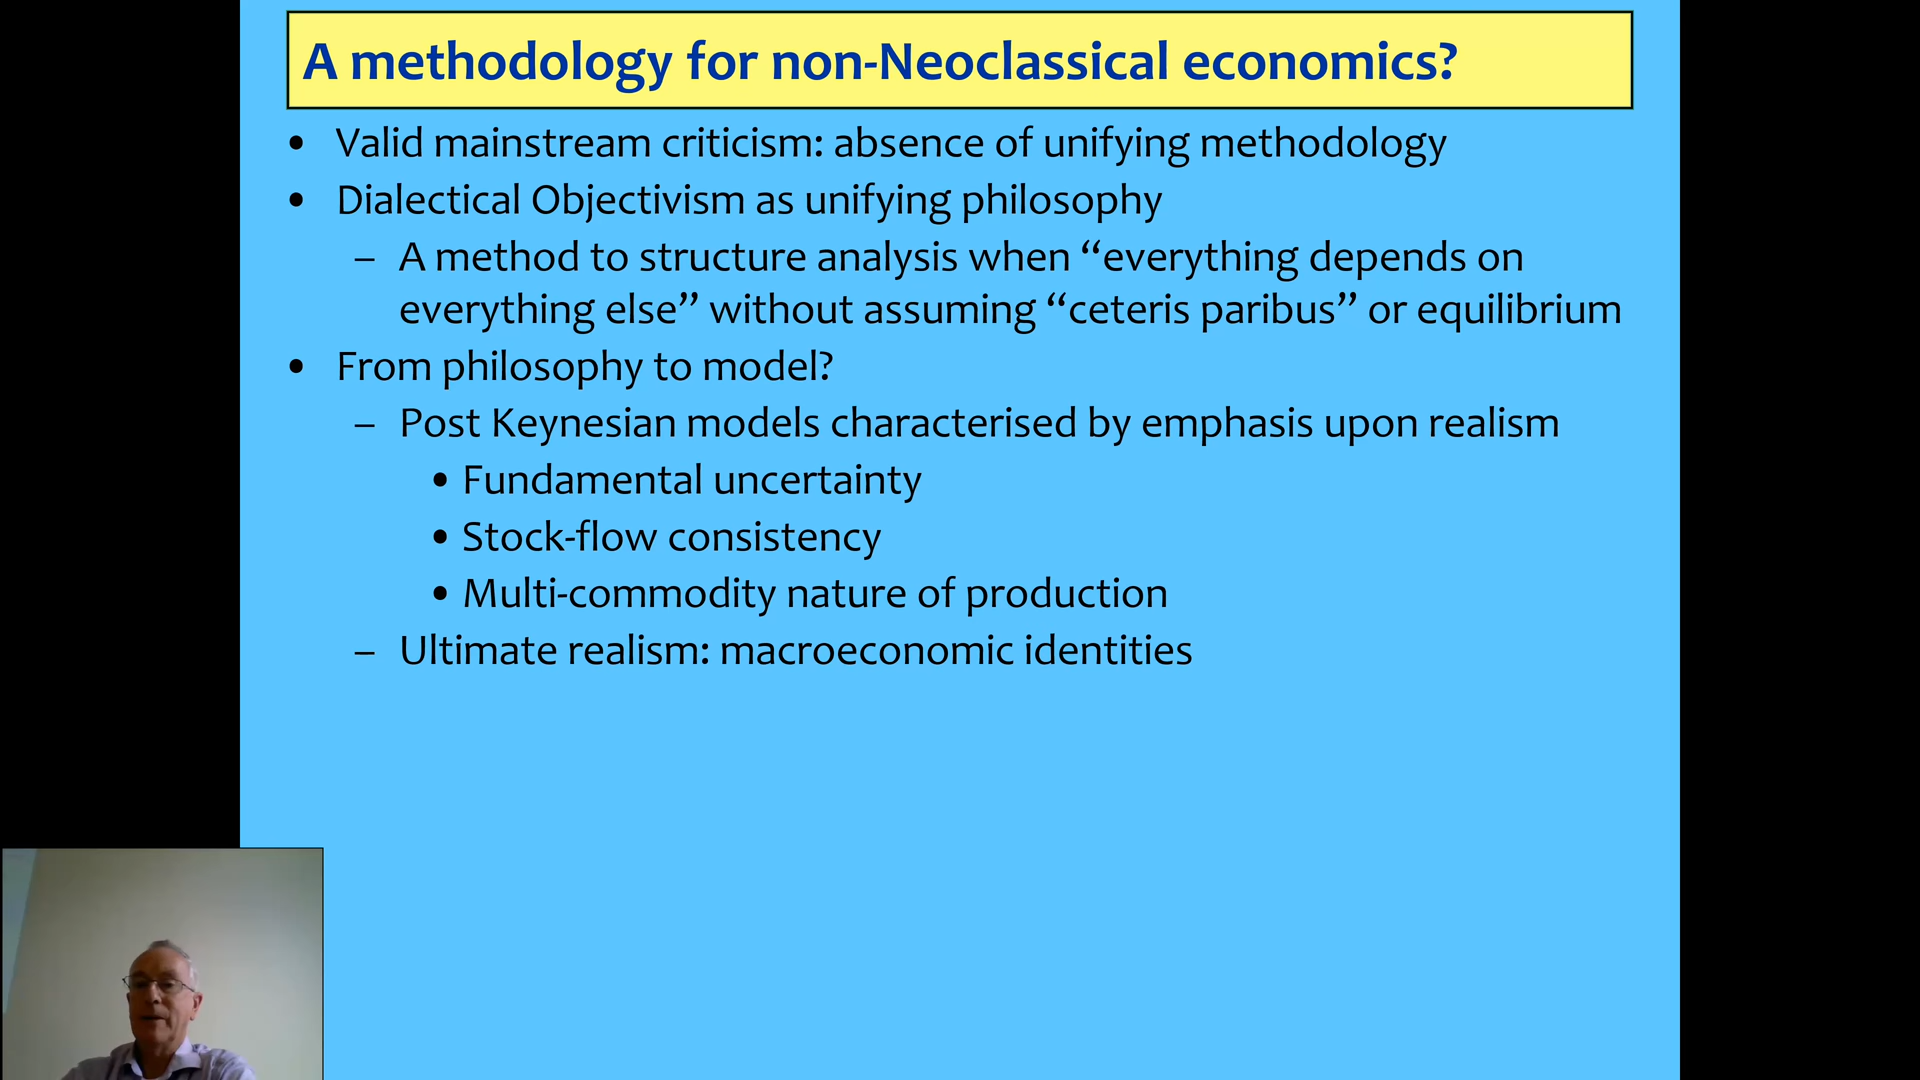 A methodology for non-Neoclassical economics?
• Valid mainstream criticism: absence of unifying methodology
• Dialectical Objectivism as unifying philosophy
– A method to structure analysis when “everything depends on
everything else” without assuming “ceteris paribus” or equilibrium
• From philosophy to model?
– Post Keynesian models characterised by emphasis upon realism
• Fundamental uncertainty
• Stock-flow consistency
• Multi-commodity nature of production
– Ultimate realism: macroeconomic identities